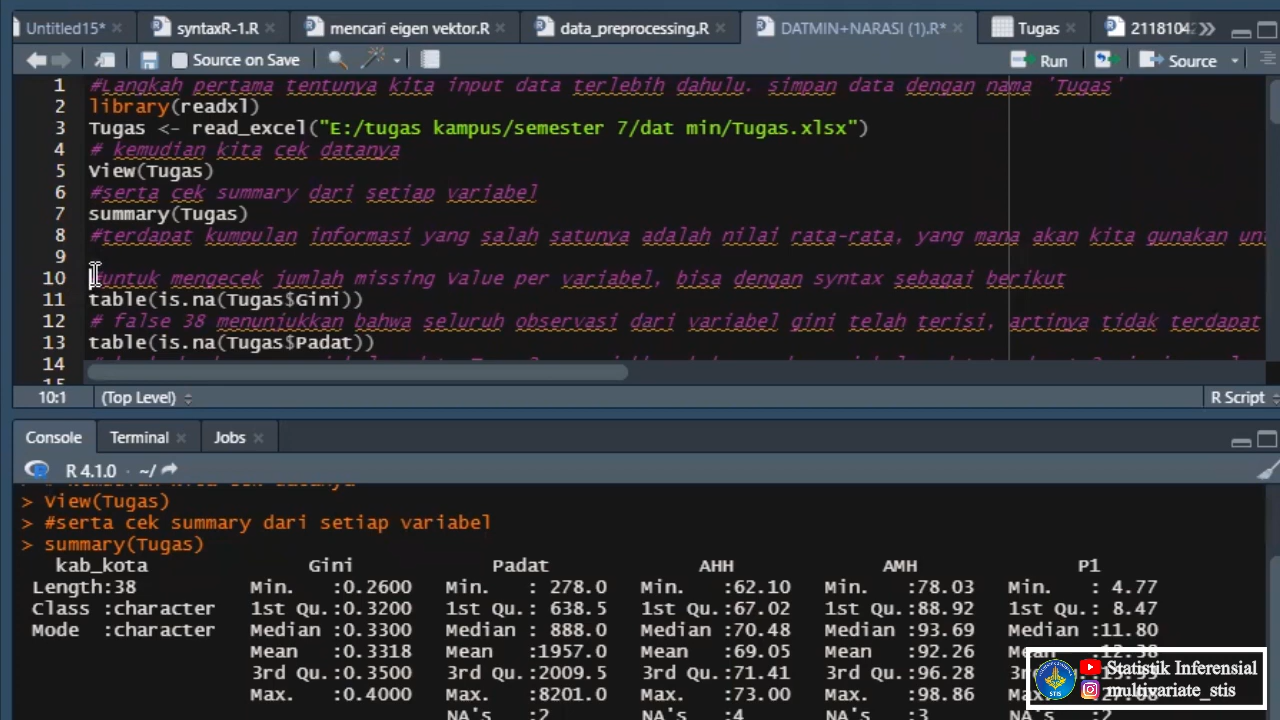 Untitled15* syntaxR-1.R mencari eigen vektor.R data_preprocessing.R DATMIN+NARASI (1).R* Tugas 21181042
Source on Save Run Source
1 #Langkah pertama tentunya kita input data terlebih dahulu. simpan data dengan nama 'Tugas'
2 library(readxl)
3 Tugas <- read_excel("E:/tugas kampus/semester 7/dat min/Tugas.xlsx")
4 # kemudian kita cek datanya
5 View(Tugas)
6 #serta cek summary dari setiap variabel
7 summary(Tugas)
8 #terdapat kumpulan informasi yang salah satunya adalah nilai rata-rata, yang mana akan kita gunakan unt
9
10 #untuk mengecek jumlah missing Value per variabel, bisa dengan syntax sebagai berikut
11 table(is.na(Tugas$Gini))
12 # false 38 menunjukkan bahwa seluruh observasi dari variabel gini telah terisi, artinya tidak terdapat
13 table(is.na(Tugas$Padat))
14
15
10:1 (Top Level) R Script
Console Terminal Jobs
R 4.1.0 · ~/
> # kemudian kita cek datanya
> View(Tugas)
> #serta cek summary dari setiap variabel
> summary(Tugas)
kab_kota Gini Padat AHH AMH P1
Length:38 Min. :0.2600 Min. : 278.0 Min. :62.10 Min. :78.03 Min. : 4.77
Class :character 1st Qu.:0.3200 1st Qu.: 638.5 1st Qu.:67.02 1st Qu.:88.92 1st Qu.: 8.47
Mode :character Median :0.3300 Median : 888.0 Median :70.48 Median :93.69 Median :11.80
Mean :0.3318 Mean :1957.0 Mean :69.05 Mean :92.26 Mean :12.38
3rd Qu.:0.3500 3rd Qu.:2009.5 3rd Qu.:71.41 3rd Qu.:96.28
Max. :0.4000 Max. :8201.0 Max. :73.00 Max. :98.86
NA's :2 NA's :4 NA's :3 NA's :2
STIS
Statistik Inferensial
multivariate_stis